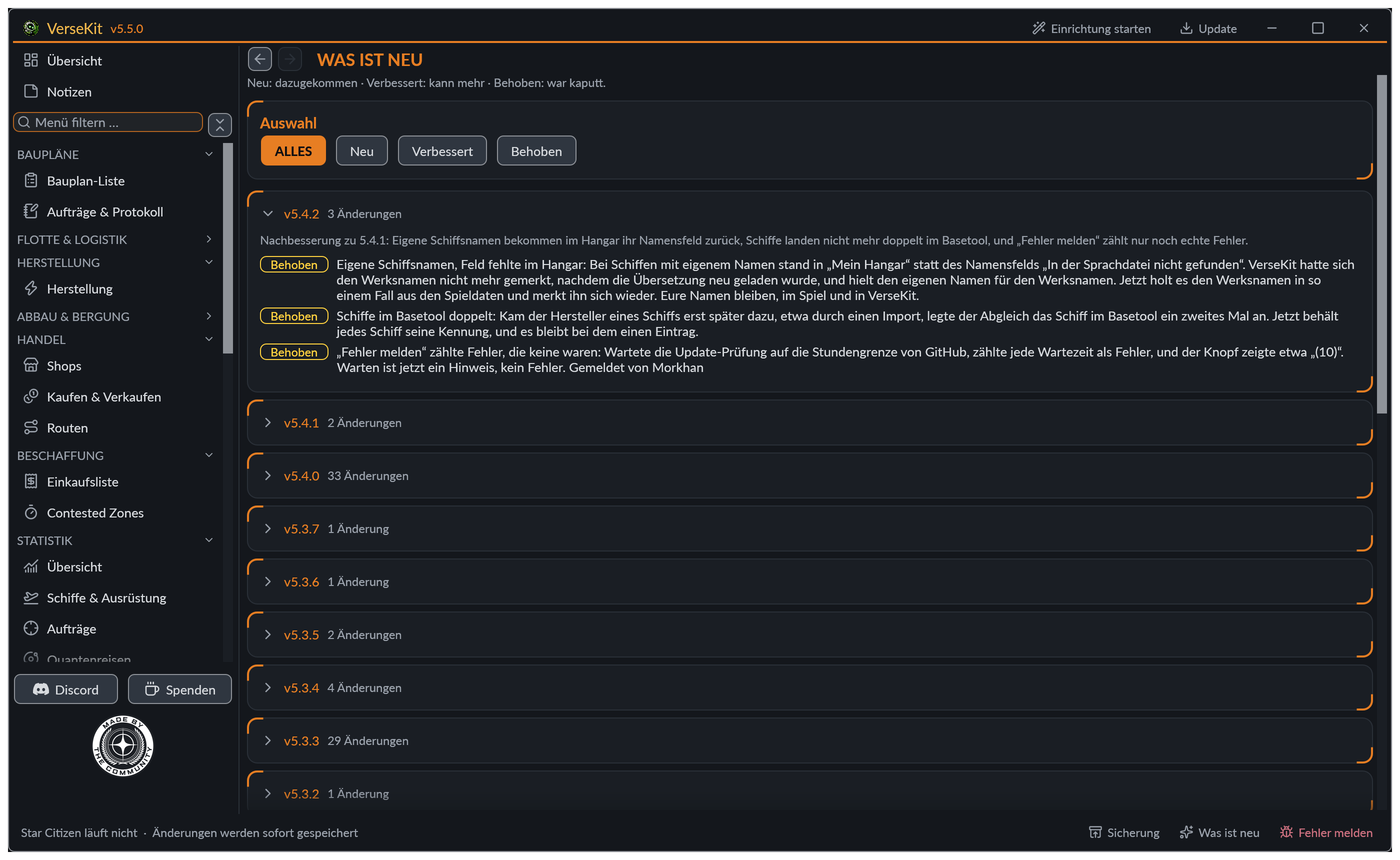 VerseKit v5.5.0
Einrichtung starten
Update
Übersicht
Notizen
Menü filtern ...
BAUPLÄNE
Bauplan-Liste
Aufträge & Protokoll
FLOTTE & LOGISTIK
HERSTELLUNG
Herstellung
ABBAU & BERGUNG
HANDEL
Shops
Kaufen & Verkaufen
Routen
BESCHAFFUNG
Einkaufsliste
Contested Zones
STATISTIK
Übersicht
Schiffe & Ausrüstung
Aufträge
Quantenreisen
Discord
Spenden
MADE BY
THE COMMUNITY
WAS IST NEU
Neu: dazugekommen · Verbessert: kann mehr · Behoben: war kaputt.
Auswahl
ALLES
Neu
Verbessert
Behoben
v5.4.2 3 Änderungen
Nachbesserung zu 5.4.1: Eigene Schiffsnamen bekommen im Hangar ihr Namensfeld zurück, Schiffe landen nicht mehr doppelt im Basetool, und „Fehler melden“ zählt nur noch echte Fehler.
Behoben
Eigene Schiffsnamen, Feld fehlte im Hangar: Bei Schiffen mit eigenem Namen stand in „Mein Hangar“ statt des Namensfelds „In der Sprachdatei nicht gefunden“. VerseKit hatte sich
den Werksnamen nicht mehr gemerkt, nachdem die Übersetzung neu geladen wurde, und hielt den eigenen Namen für den Werksnamen. Jetzt holt es den Werksnamen in so
einem Fall aus den Spieldaten und merkt ihn sich wieder. Eure Namen bleiben, im Spiel und in VerseKit.
Behoben
Schiffe im Basetool doppelt: Kam der Hersteller eines Schiffs erst später dazu, etwa durch einen Import, legte der Abgleich das Schiff im Basetool ein zweites Mal an. Jetzt behält
jedes Schiff seine Kennung, und es bleibt bei dem einen Eintrag.
Behoben
„Fehler melden“ zählte Fehler, die keine waren: Wartete die Update-Prüfung auf die Stundengrenze von GitHub, zählte jede Wartezeit als Fehler, und der Knopf zeigte etwa „(10)“.
Warten ist jetzt ein Hinweis, kein Fehler. Gemeldet von Morkhan
v5.4.1 2 Änderungen
v5.4.0 33 Änderungen
v5.3.7 1 Änderung
v5.3.6 1 Änderung
v5.3.5 2 Änderungen
v5.3.4 4 Änderungen
v5.3.3 29 Änderungen
v5.3.2 1 Änderung
Star Citizen läuft nicht · Änderungen werden sofort gespeichert
Sicherung
Was ist neu
Fehler melden